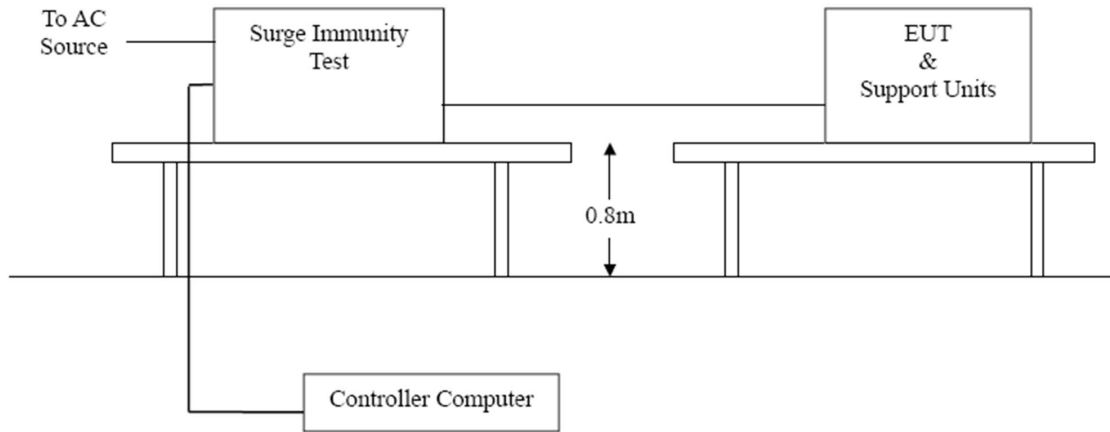 To AC
Source
Surge Immunity
Test
EUT
&
Support Units
0.8m
Controller Computer